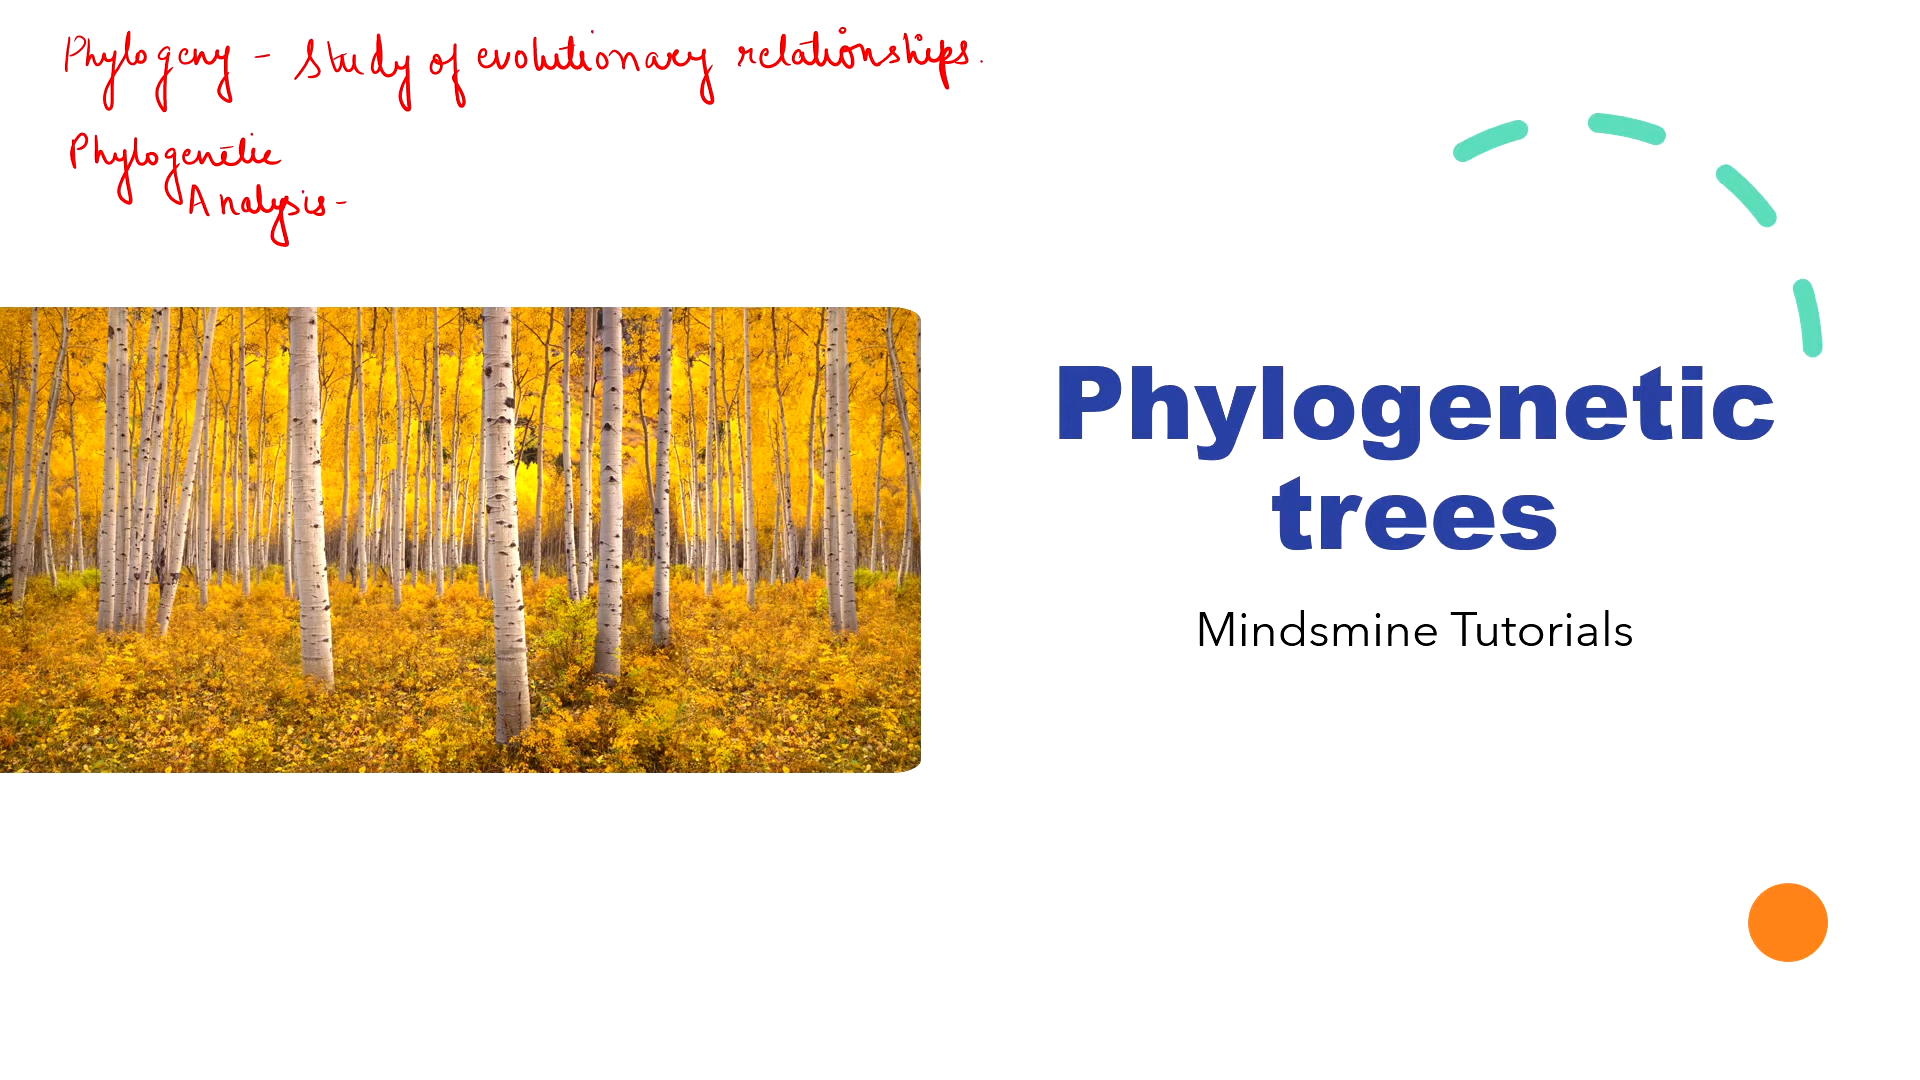 Phylogeny - Study of evolutionary relationships.
Phylogenetic
Analysis-
Phylogenetic
trees
Mindsmine Tutorials